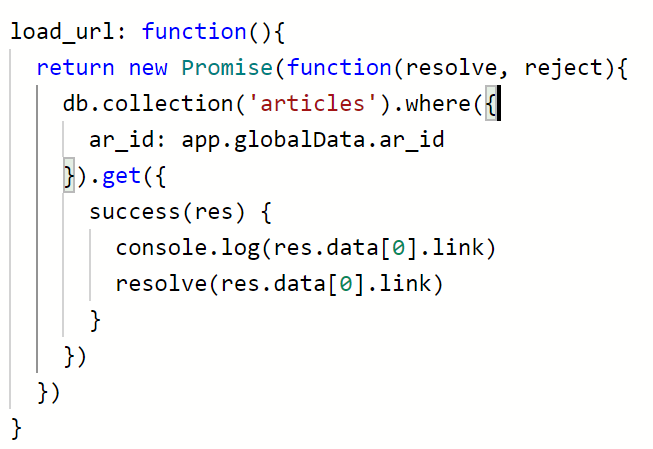 load_url: function(){
  return new Promise(function(resolve, reject){
    db.collection('articles').where({
      ar_id: app.globalData.ar_id
    }).get({
      success(res) {
        console.log(res.data[0].link)
        resolve(res.data[0].link)
      }
    })
  })
}